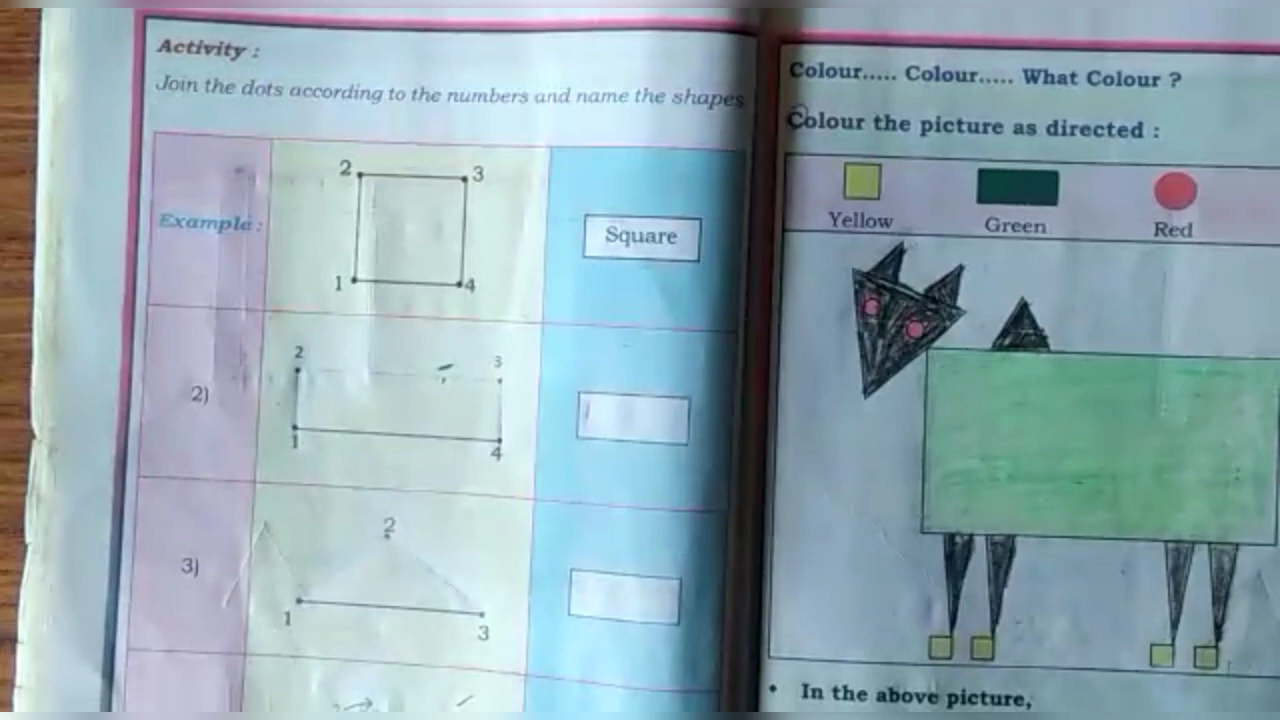 Activity :
Join the dots according to the numbers and name the shapes
Example :
2 3
1 4
Square
2)
2 3
1 4
3)
2
1 3
Colour..... Colour..... What Colour ?
Colour the picture as directed :
Yellow Green Red
• In the above picture,